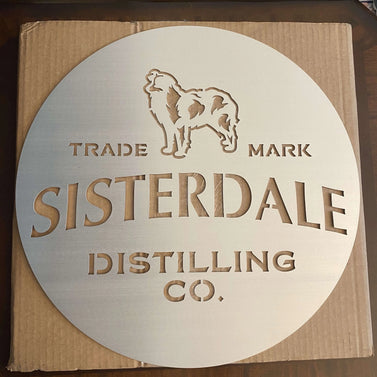 TRADE MARK
SISTERDALE
DISTILLING
CO.